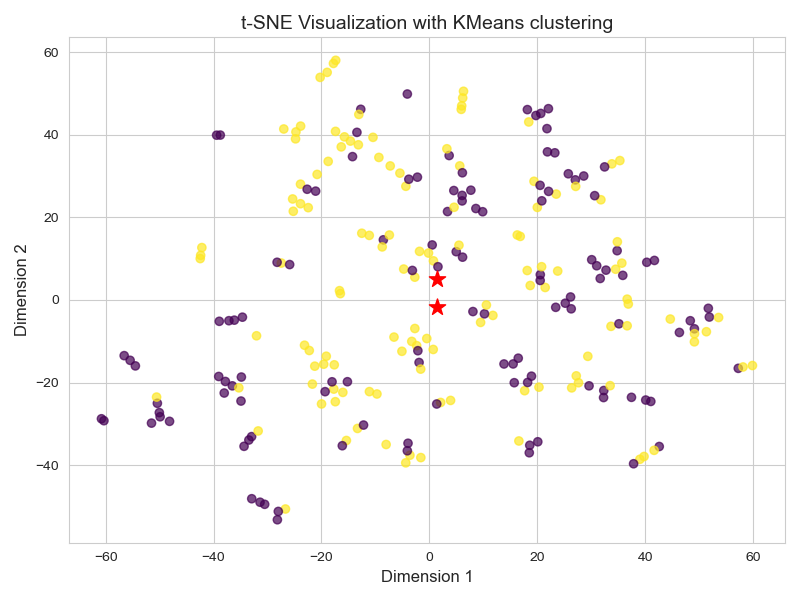 t-SNE Visualization with KMeans clustering
60
40
20
0
−20
−40
Dimension 2
−60 −40 −20 0 20 40 60
Dimension 1